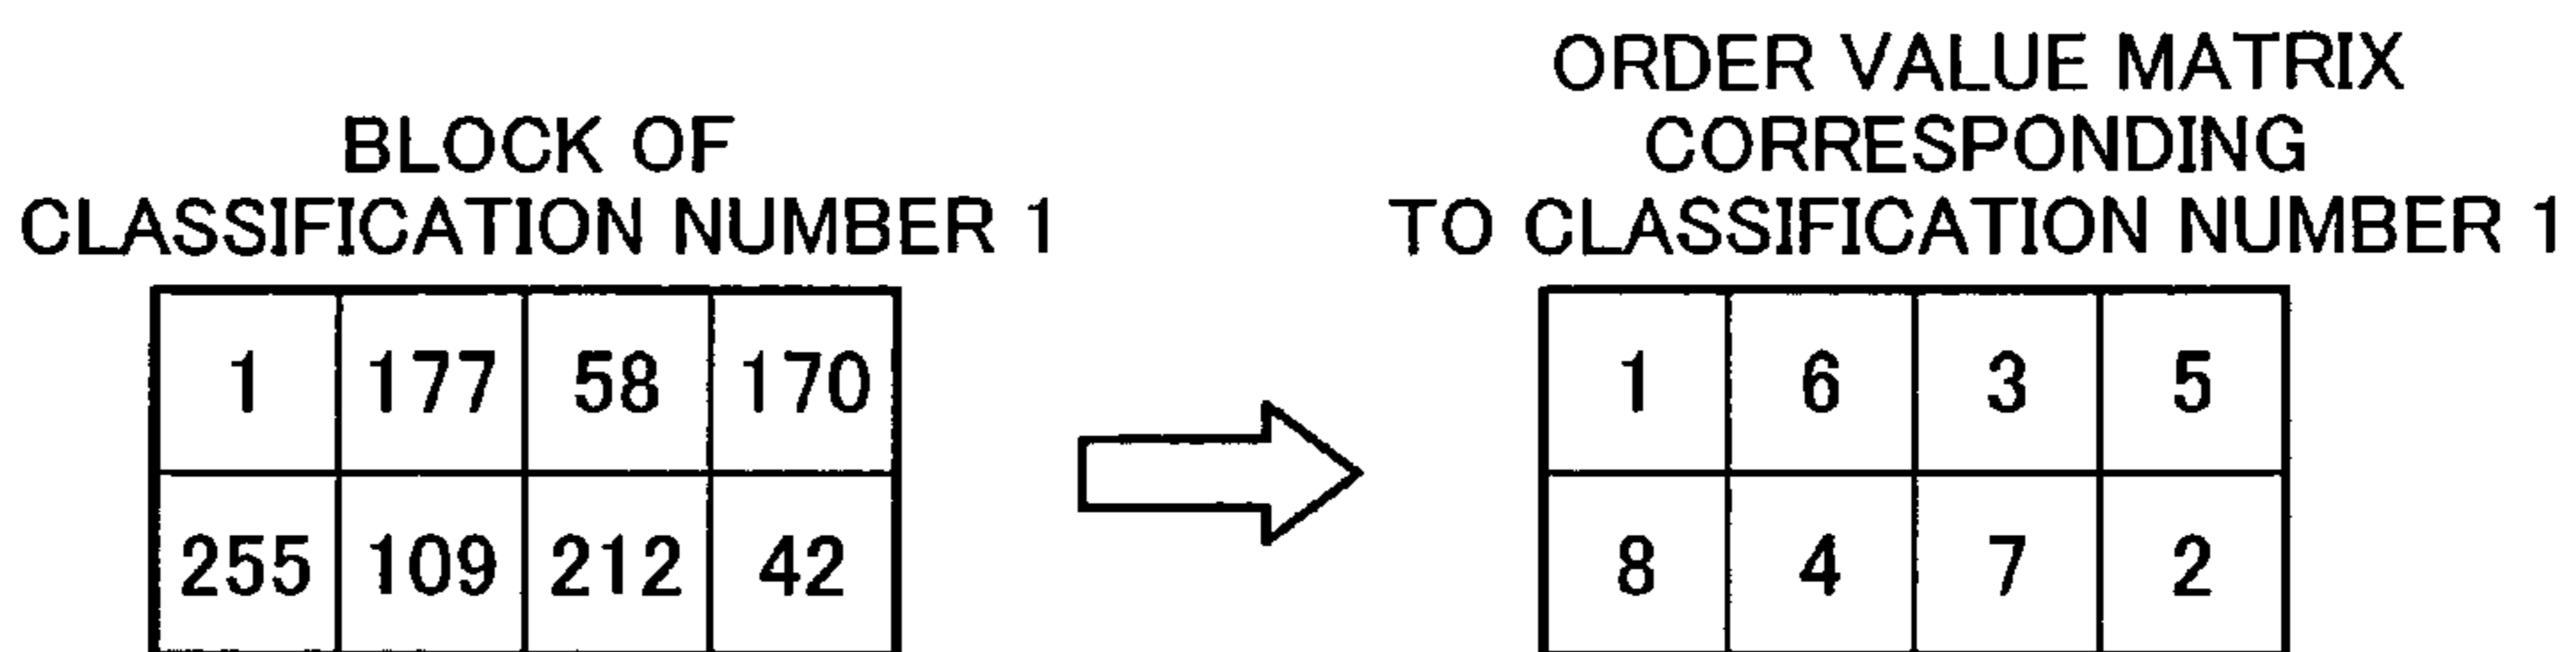 BLOCK OF
CLASSIFICATION NUMBER 1
1 177 58 170
255 109 212 42
ORDER VALUE MATRIX
CORRESPONDING
TO CLASSIFICATION NUMBER 1
1 6 3 5
8 4 7 2